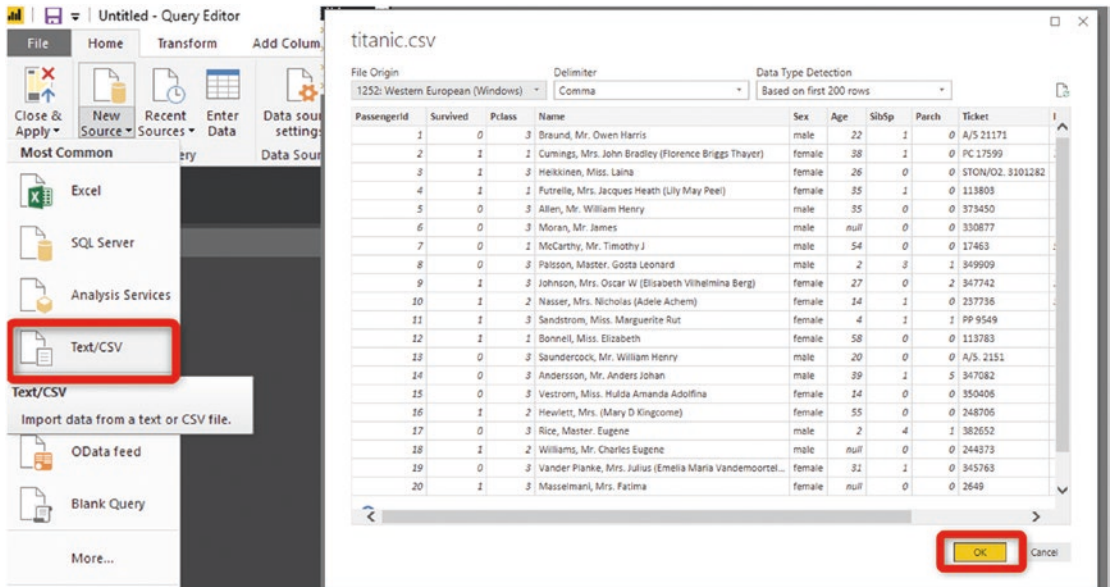 Untitled - Query Editor
File Home Transform Add Colum
Close & Apply
New Source
Recent Sources
Enter Data
Data sour settings
Most Common
ery
Data Sour
Excel
SQL Server
Analysis Services
Text/CSV
Text/CSV
Import data from a text or CSV file.
OData feed
Blank Query
More...
titanic.csv
File Origin Delimiter Data Type Detection
1252: Western European (Windows) Comma Based on first 200 rows
PassengerId Survived Pclass Name Sex Age SibSp Parch Ticket
1 0 3 Braund, Mr. Owen Harris male 22 1 0 A/5 21171
2 1 1 Cumings, Mrs. John Bradley (Florence Briggs Thayer) female 38 1 0 PC 17599
3 1 3 Heikkinen, Miss. Laina female 26 0 0 STON/O2. 3101282
4 1 1 Futrelle, Mrs. Jacques Heath (Lily May Peel) female 35 1 0 113803
5 0 3 Allen, Mr. William Henry male 35 0 0 373450
6 0 3 Moran, Mr. James male null 0 0 330877
7 0 1 McCarthy, Mr. Timothy J male 54 0 0 17463
8 0 3 Palsson, Master. Gosta Leonard male 2 3 1 349909
9 1 3 Johnson, Mrs. Oscar W (Elisabeth Vilhelmina Berg) female 27 0 2 347742
10 1 2 Nasser, Mrs. Nicholas (Adele Achem) female 14 1 0 237736
11 1 3 Sandstrom, Miss. Marguerite Rut female 4 1 1 PP 9549
12 1 1 Bonnell, Miss. Elizabeth female 58 0 0 113783
13 0 3 Saundercock, Mr. William Henry male 20 0 0 A/5. 2151
14 0 3 Andersson, Mr. Anders Johan male 39 1 5 347082
15 0 3 Vestrom, Miss. Hulda Amanda Adolfina female 14 0 0 350406
16 1 2 Hewlett, Mrs. (Mary D Kingcome) female 55 0 0 248706
17 0 3 Rice, Master. Eugene male 2 4 1 382652
18 1 2 Williams, Mr. Charles Eugene male null 0 0 244373
19 0 3 Vander Planke, Mrs. Julius (Emelia Maria Vandemoortel... female 31 1 0 345763
20 1 3 Masselmani, Mrs. Fatima female null 0 0 2649
OK Cancel